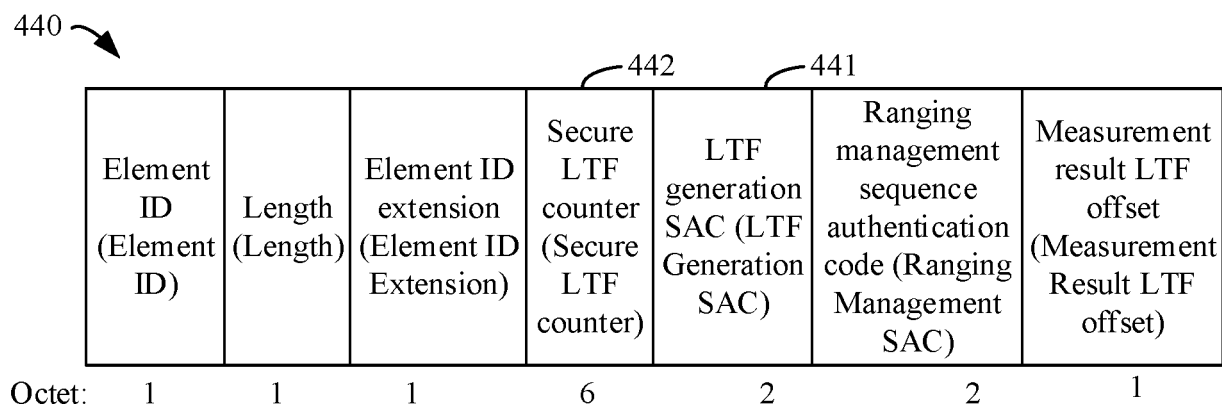 440
442
441
Element
ID
(Element
ID)
Length
(Length)
Element ID
extension
(Element ID
Extension)
Secure
LTF
counter
(Secure
LTF
counter)
LTF
generation
SAC (LTF
Generation
SAC)
Ranging
management
sequence
authentication
code (Ranging
Management
SAC)
Measurement
result LTF
offset
(Measurement
Result LTF
offset)
Octet: 1 1 1 6 2 2 1